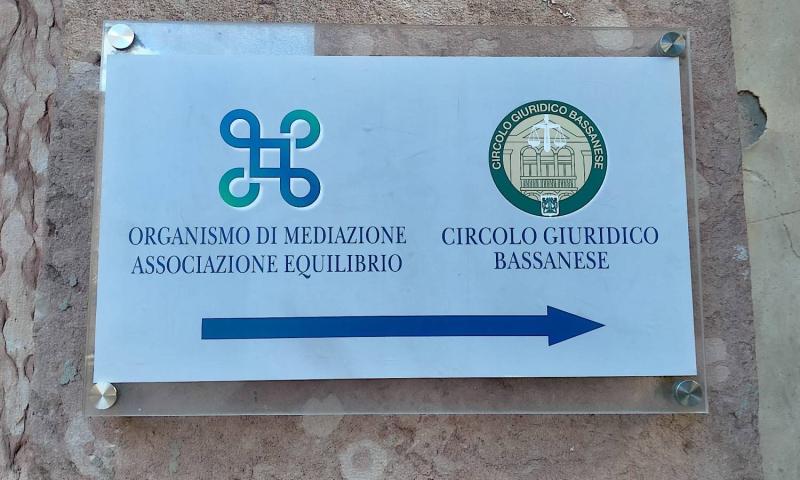 ORGANISMO DI MEDIAZIONE
ASSOCIAZIONE EQUILIBRIO
CIRCOLO GIURIDICO BASSANESE
CIRCOLO GIURIDICO
BASSANESE